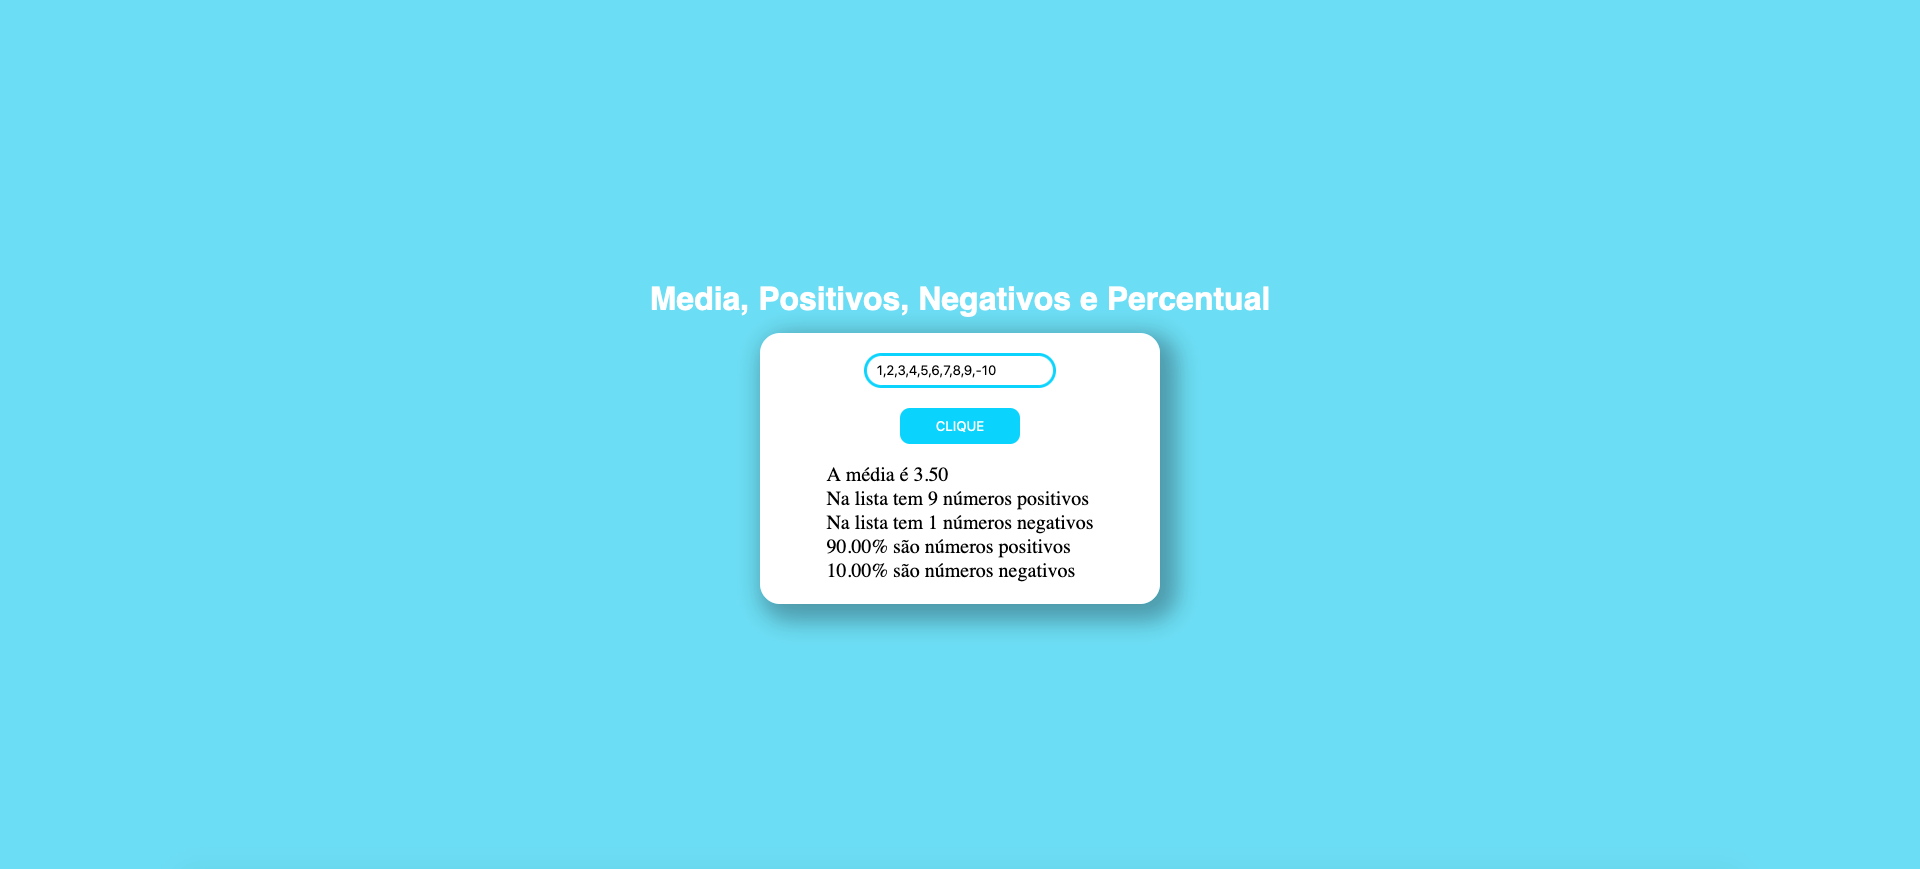 Media, Positivos, Negativos e Percentual
1,2,3,4,5,6,7,8,9,-10
CLIQUE
A média é 3.50
Na lista tem 9 números positivos
Na lista tem 1 números negativos
90.00% são números positivos
10.00% são números negativos